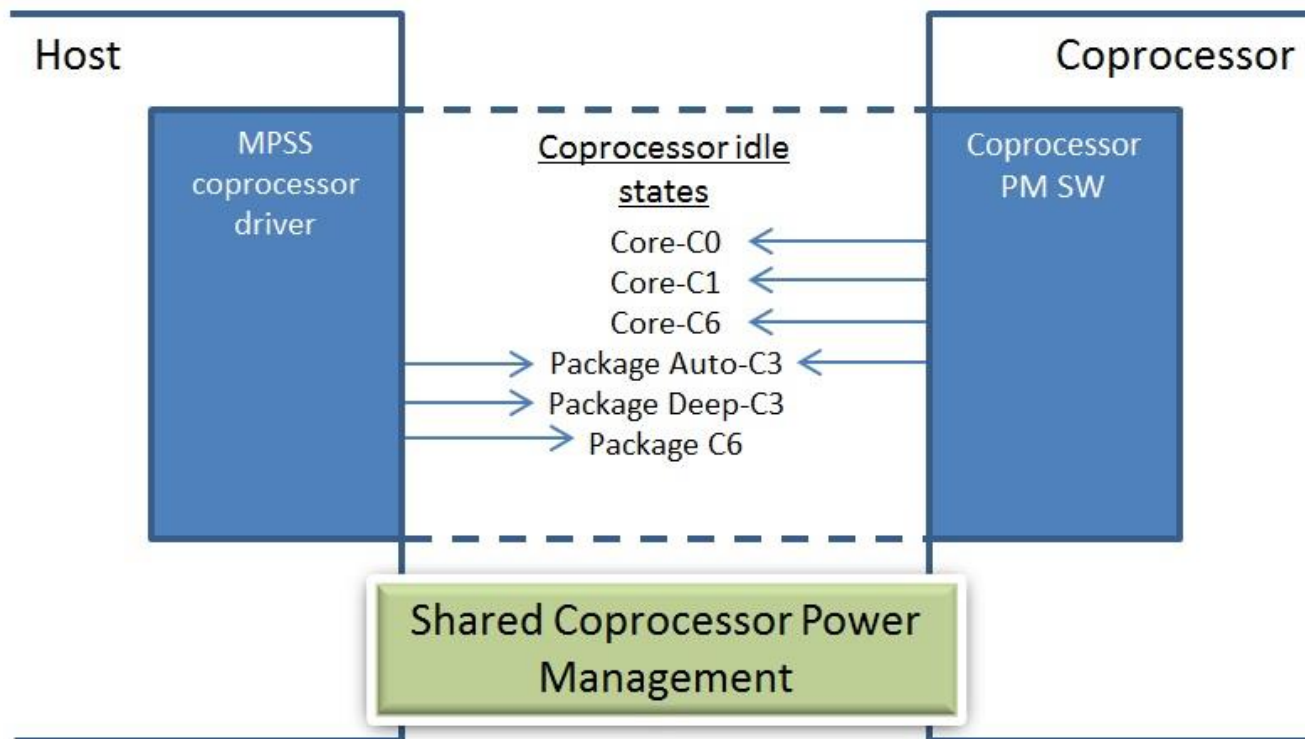 Host
Coprocessor
MPSS
coprocessor
driver
Coprocessor idle
states
Core-C0
Core-C1
Core-C6
Package Auto-C3
Package Deep-C3
Package C6
Coprocessor
PM SW
Shared Coprocessor Power
Management